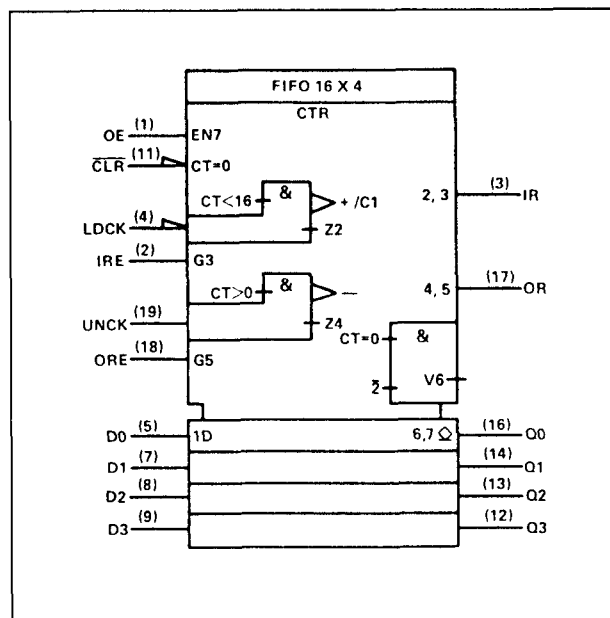 FIFO 16 X 4
CTR
OE (1) EN7
C̅L̅R̅ (11) CT=0
CT<16 & + /C1
(3) IR
2, 3
LDCK (4) Z2
IRE (2) G3
CT>0 & —
4, 5 (17) OR
UNCK (19) Z4
CT=0 &
ORE (18) G5
2̅ V6
D0 (5) 1D 6,7 ◇ (16) Q0
D1 (7) (14) Q1
D2 (8) (13) Q2
D3 (9) (12) Q3